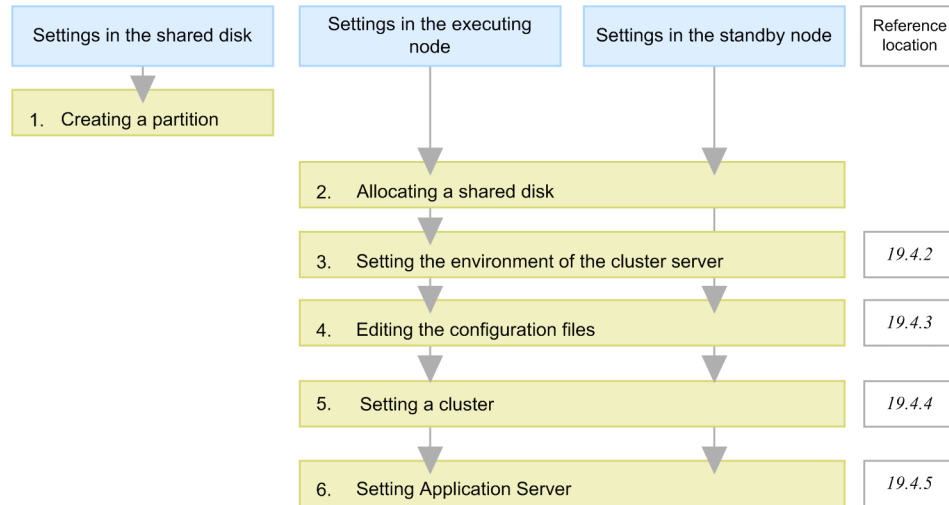 Settings in the shared disk
Settings in the executing
node
Settings in the standby node
Reference
location
1. Creating a partition
2. Allocating a shared disk
3. Setting the environment of the cluster server
19.4.2
4. Editing the configuration files
19.4.3
5. Setting a cluster
19.4.4
6. Setting Application Server
19.4.5